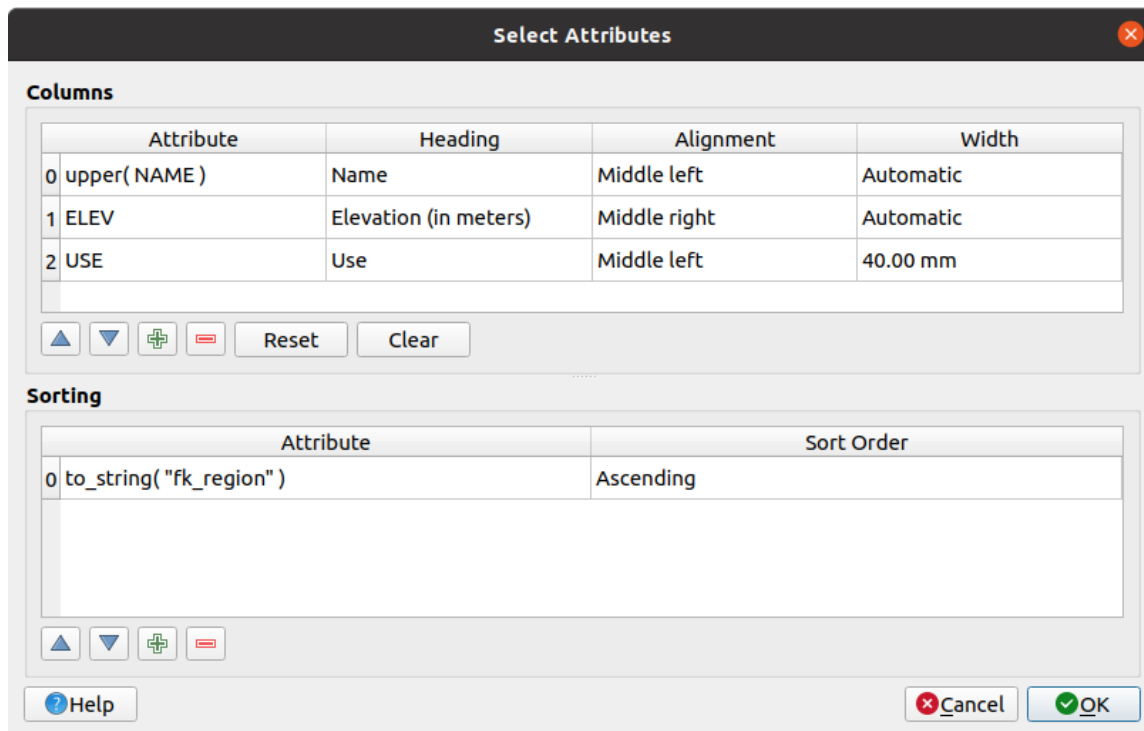 Select Attributes
Columns
Attribute Heading Alignment Width
0 upper( NAME ) Name Middle left Automatic
1 ELEV Elevation (in meters) Middle right Automatic
2 USE Use Middle left 40.00 mm
Reset Clear
Sorting
Attribute Sort Order
0 to_string( "fk_region" ) Ascending
Help Cancel OK